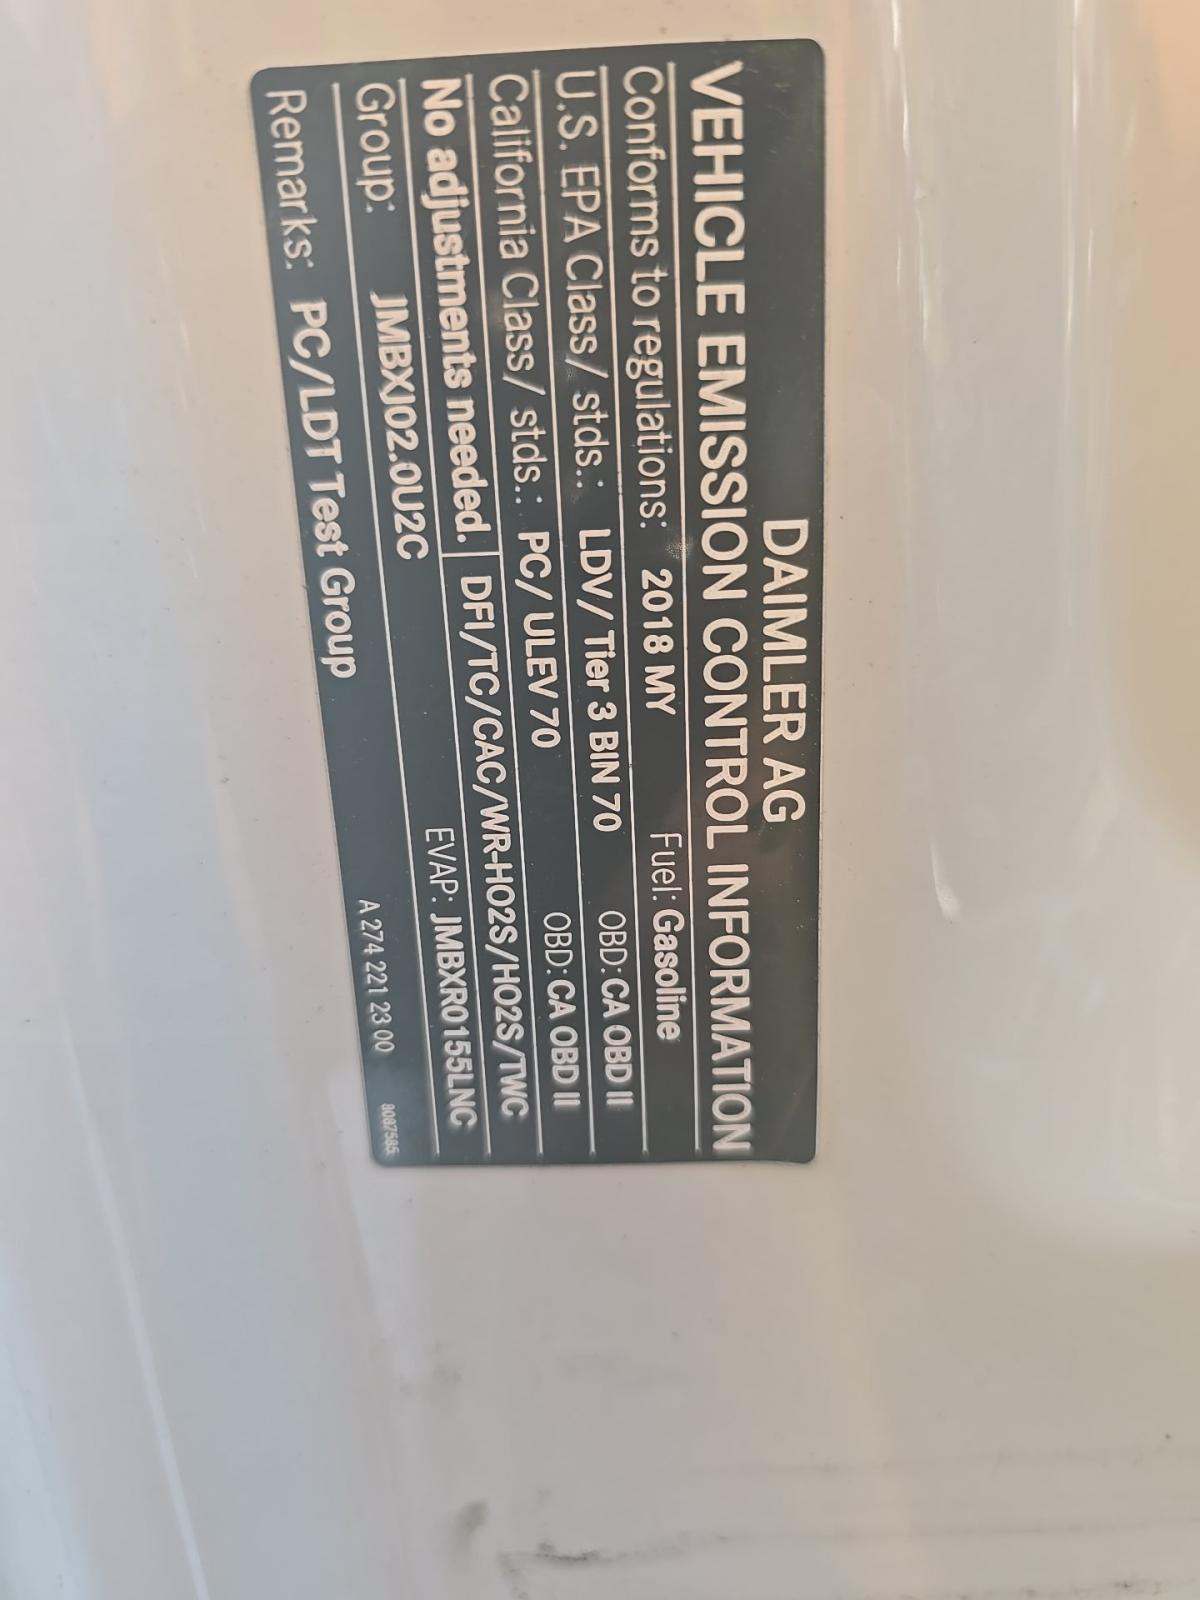 DAIMLER AG
VEHICLE EMISSION CONTROL INFORMATION
Conforms to regulations: 2018 MY Fuel: Gasoline
U.S. EPA Class/ stds.: LDV/ Tier 3 BIN 70 OBD: CA OBD II
California Class/ stds.: PC/ ULEV 70 OBD: CA OBD II
No adjustments needed. DFI/TC/CAC/WR-HO2S/HO2S/TWC
Group: JMBXJ02.0U2C EVAP: JMBXR0155LNC
Remarks: PC/LDT Test Group A 274 221 23 00 8087585